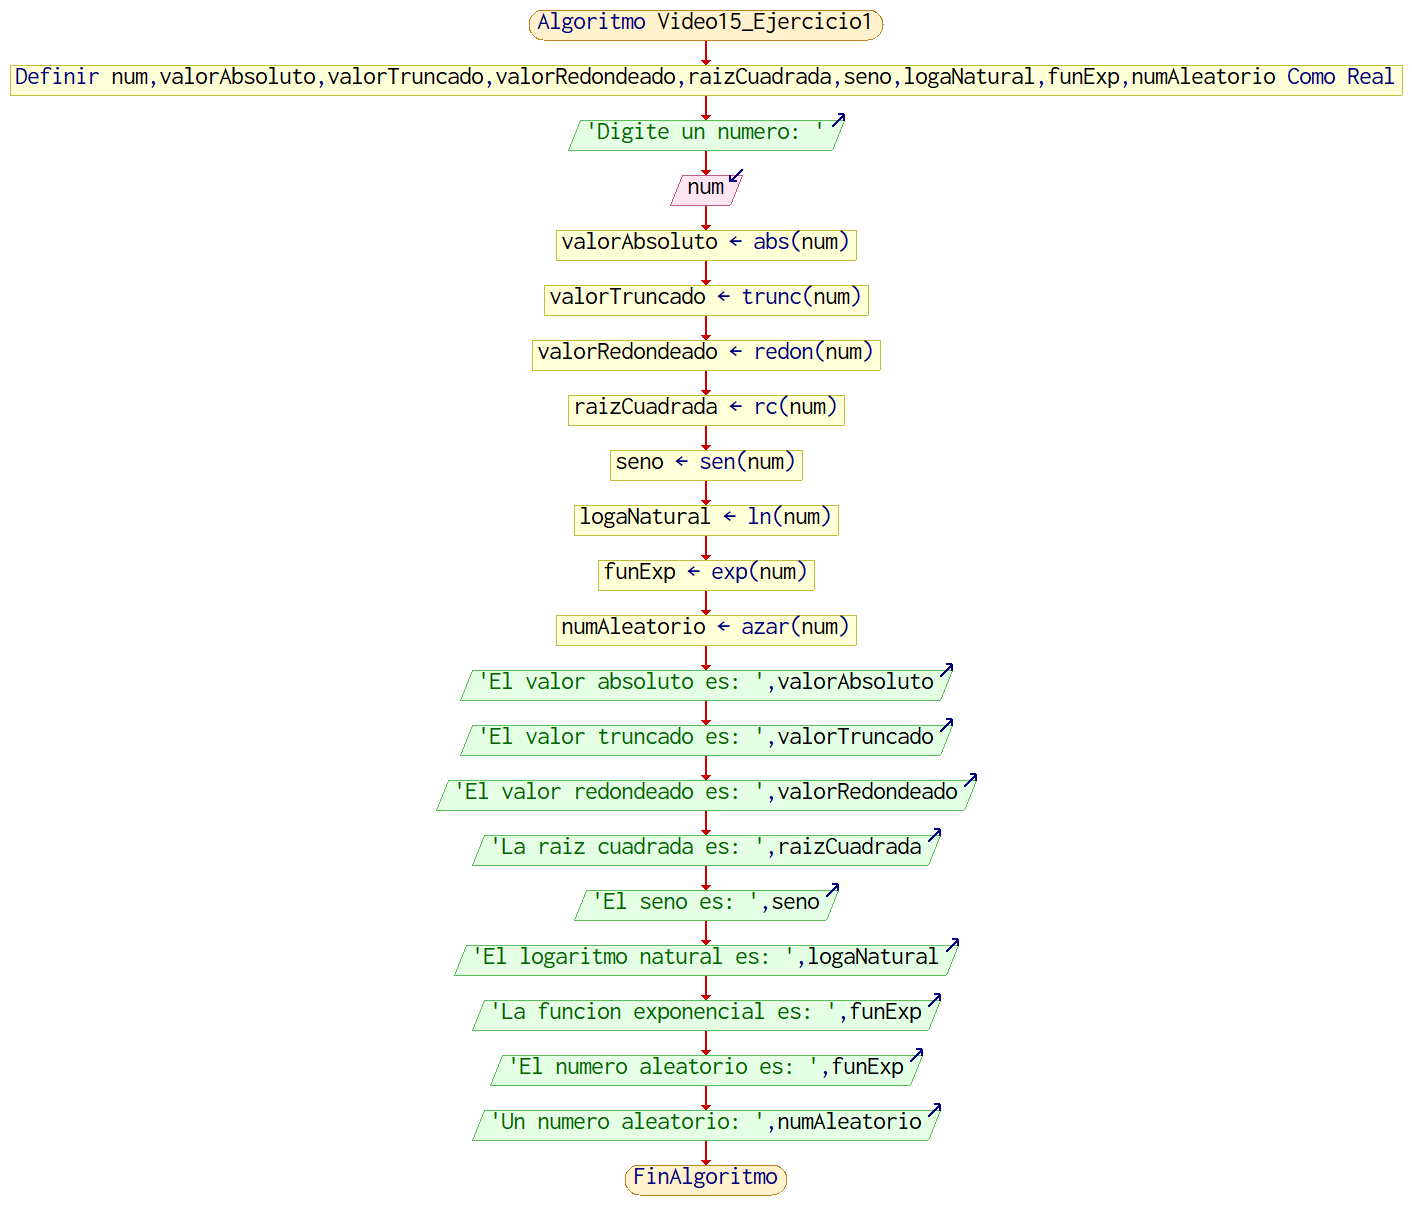 Algoritmo Video15_Ejercicio1
Definir num,valorAbsoluto,valorTruncado,valorRedondeado,raizCuadrada,seno,logaNatural,funExp,numAleatorio Como Real
'Digite un numero: '
num
valorAbsoluto ← abs(num)
valorTruncado ← trunc(num)
valorRedondeado ← redon(num)
raizCuadrada ← rc(num)
seno ← sen(num)
logaNatural ← ln(num)
funExp ← exp(num)
numAleatorio ← azar(num)
'El valor absoluto es: ',valorAbsoluto
'El valor truncado es: ',valorTruncado
'El valor redondeado es: ',valorRedondeado
'La raiz cuadrada es: ',raizCuadrada
'El seno es: ',seno
'El logaritmo natural es: ',logaNatural
'La funcion exponencial es: ',funExp
'El numero aleatorio es: ',funExp
'Un numero aleatorio: ',numAleatorio
FinAlgoritmo